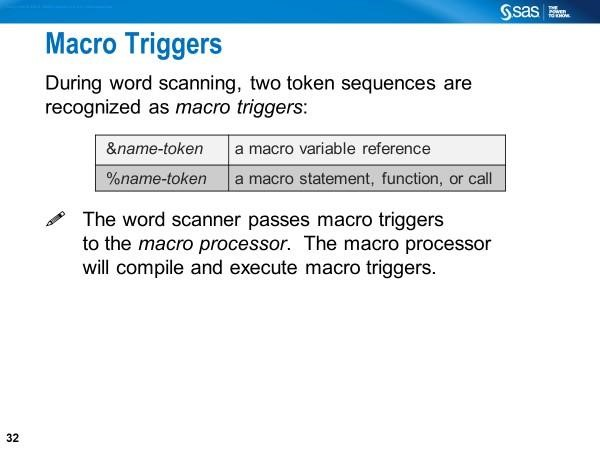 sas THE POWER TO KNOW.
Macro Triggers
During word scanning, two token sequences are
recognized as macro triggers:
&name-token a macro variable reference
%name-token a macro statement, function, or call
The word scanner passes macro triggers
to the macro processor. The macro processor
will compile and execute macro triggers.
32